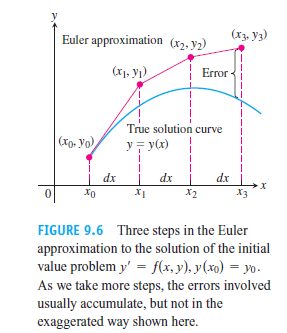 y
Euler approximation (x₂, y₂)
(x₃, y₃)
(x₁, y₁)
Error
True solution curve
y = y(x)
(x₀, y₀)
dx dx dx
x
0 x₀ x₁ x₂ x₃
FIGURE 9.6 Three steps in the Euler
approximation to the solution of the initial
value problem y′ = f(x, y), y(x₀) = y₀.
As we take more steps, the errors involved
usually accumulate, but not in the
exaggerated way shown here.